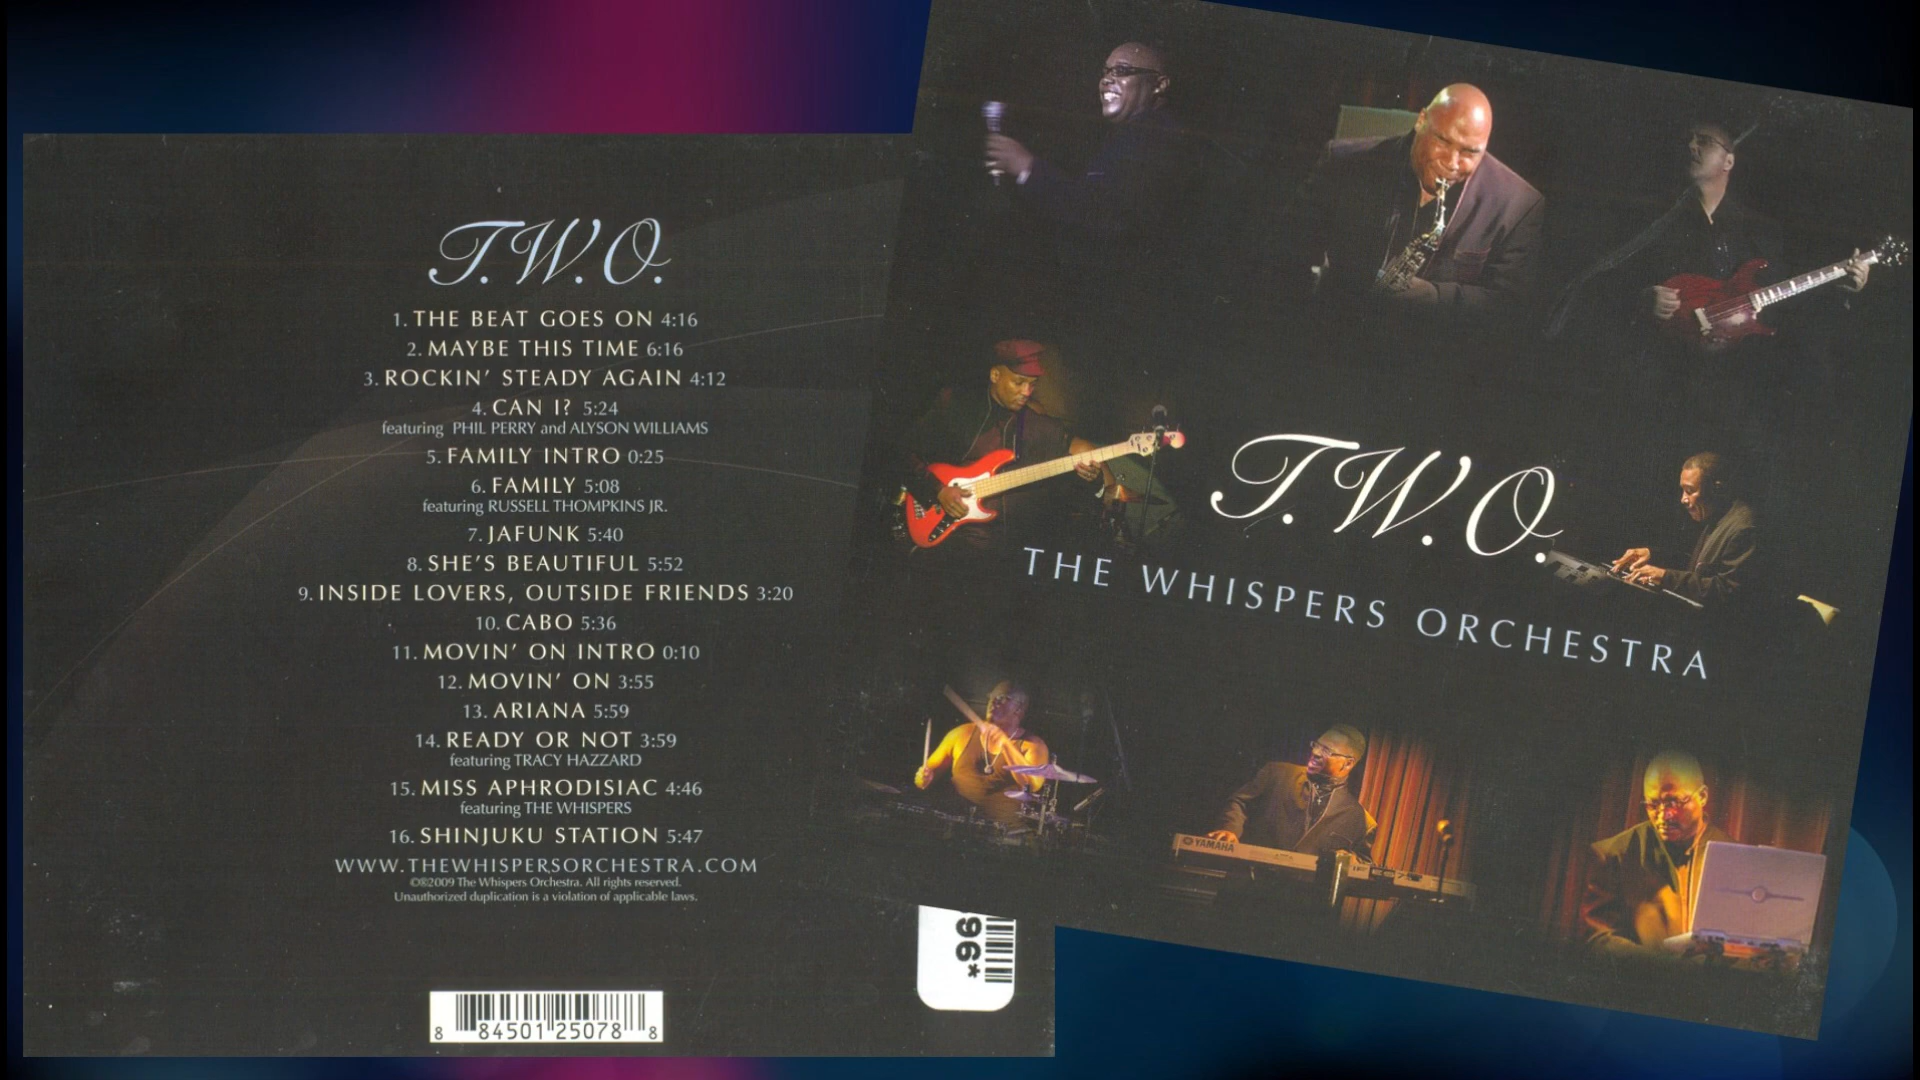 T.W.O.
1. THE BEAT GOES ON 4:16
2. MAYBE THIS TIME 6:16
3. ROCKIN' STEADY AGAIN 4:12
4. CAN I? 5:24
featuring PHIL PERRY and ALYSON WILLIAMS
5. FAMILY INTRO 0:25
6. FAMILY 5:08
featuring RUSSELL THOMPKINS JR.
7. JAFUNK 5:40
8. SHE'S BEAUTIFUL 5:52
9. INSIDE LOVERS, OUTSIDE FRIENDS 3:20
10. CABO 5:36
11. MOVIN' ON INTRO 0:10
12. MOVIN' ON 3:55
13. ARIANA 5:59
14. READY OR NOT 3:59
featuring TRACY HAZZARD
15. MISS APHRODISIAC 4:46
featuring THE WHISPERS
16. SHINJUKU STATION 5:47
WWW.THEWHISPERSORCHESTRA.COM
©℗2009 The Whispers Orchestra. All rights reserved.
Unauthorized duplication is a violation of applicable laws.
96*
8 84501 25078 8
T.W.O.
THE WHISPERS ORCHESTRA
YAMAHA